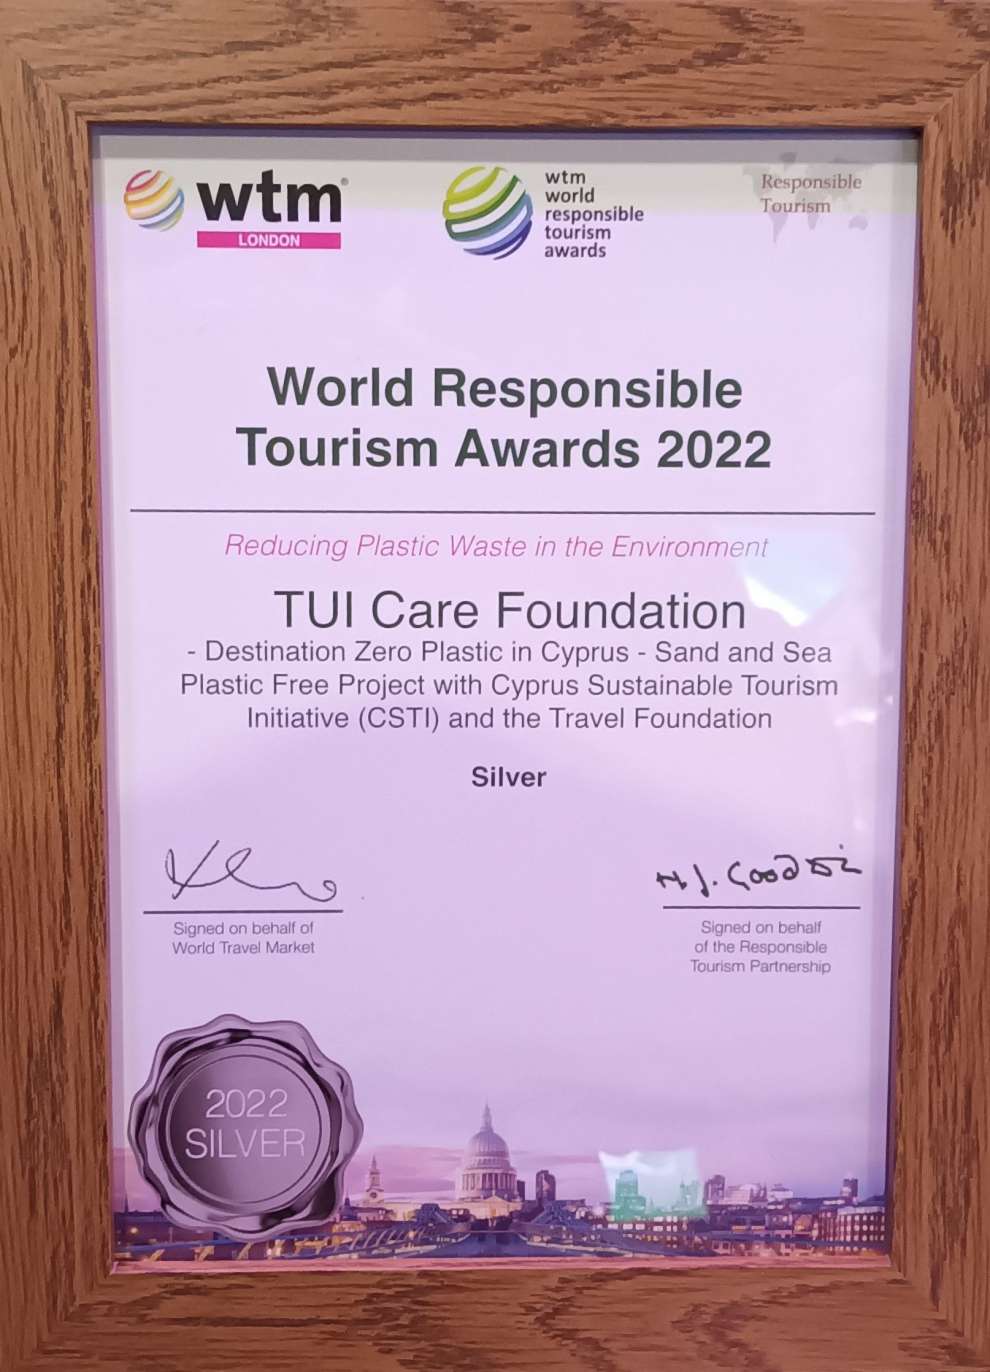 wtm®
LONDON
wtm
world
responsible
tourism
awards
Responsible
Tourism
World Responsible
Tourism Awards 2022
Reducing Plastic Waste in the Environment
TUI Care Foundation
- Destination Zero Plastic in Cyprus - Sand and Sea
Plastic Free Project with Cyprus Sustainable Tourism
Initiative (CSTI) and the Travel Foundation
Silver
Signed on behalf of
World Travel Market
H.J. Goodwin
Signed on behalf
of the Responsible
Tourism Partnership
2022
SILVER